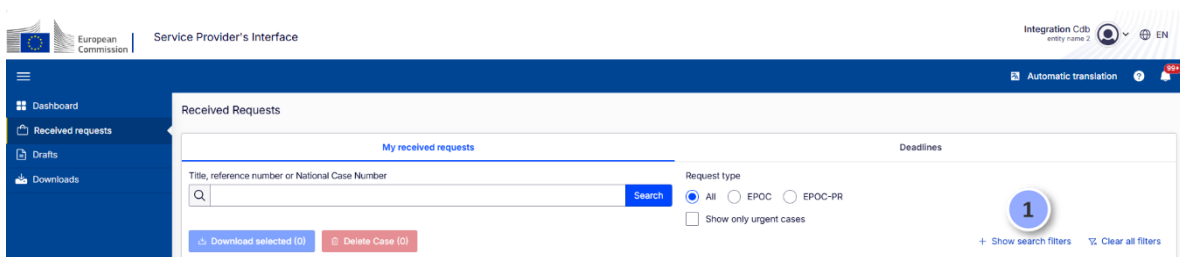 European
Commission
Service Provider's Interface
Integration Cdb
entity name 2
EN
Automatic translation
?
99+
Dashboard
Received requests
Drafts
Downloads
Received Requests
My received requests
Deadlines
Title, reference number or National Case Number
Search
Request type
All
EPOC
EPOC-PR
Show only urgent cases
1
Download selected (0)
Delete Case (0)
+ Show search filters
Clear all filters